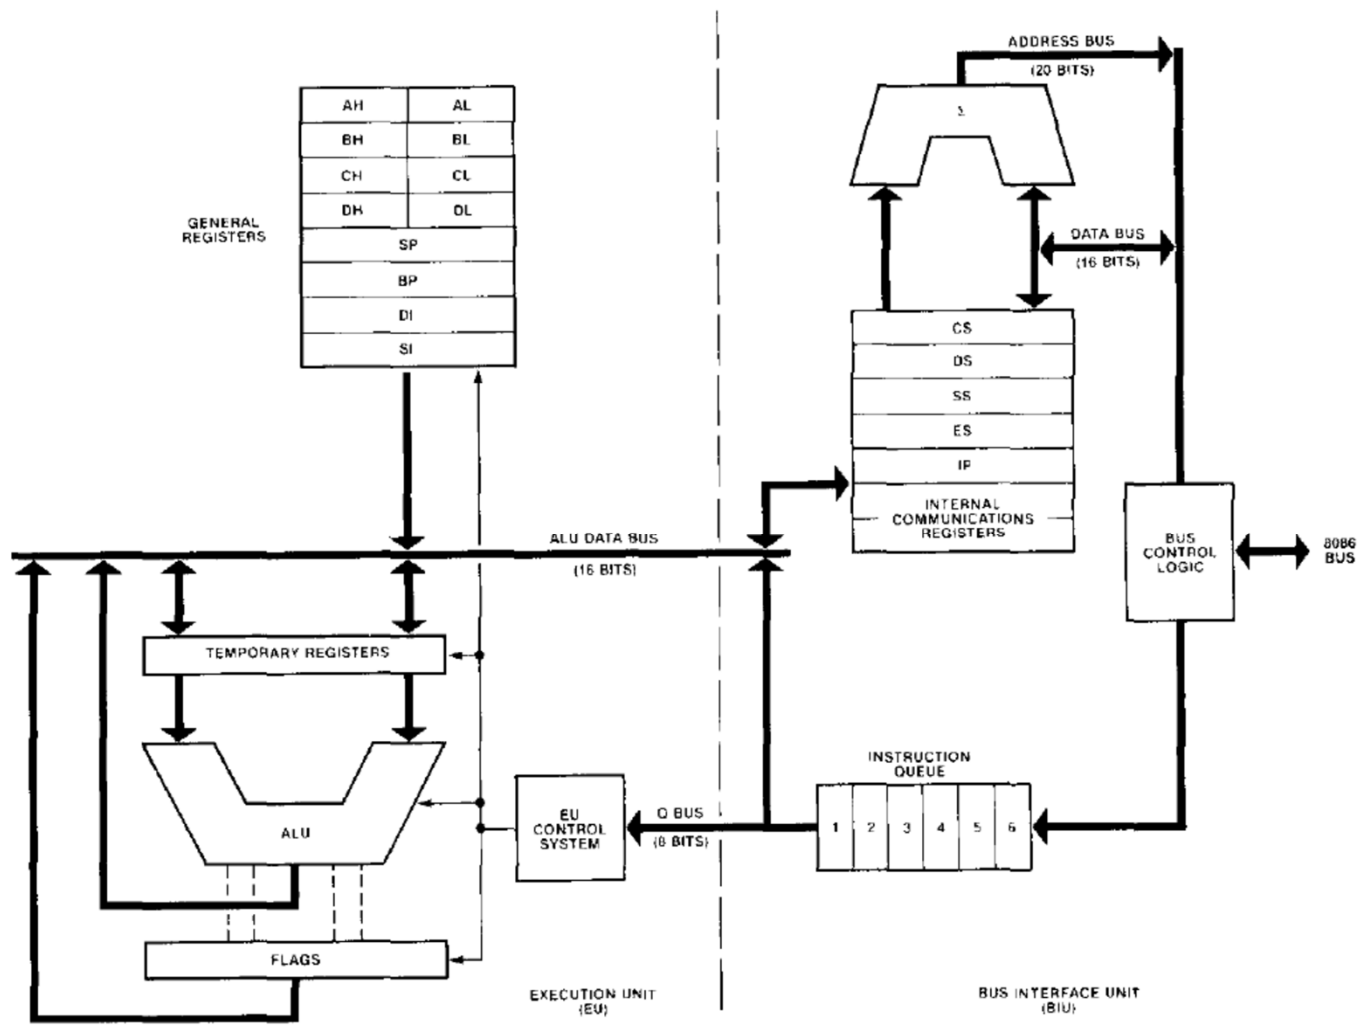 ADDRESS BUS
(20 BITS)
Σ
AH AL
BH BL
CH CL
DH DL
SP
BP
DI
SI
GENERAL
REGISTERS
DATA BUS
(16 BITS)
CS
DS
SS
ES
IP
INTERNAL
COMMUNICATIONS
REGISTERS
BUS
CONTROL
LOGIC
8086
BUS
ALU DATA BUS
(16 BITS)
TEMPORARY REGISTERS
ALU
FLAGS
EU
CONTROL
SYSTEM
Q BUS
(8 BITS)
INSTRUCTION
QUEUE
1 2 3 4 5 6
EXECUTION UNIT
(EU)
BUS INTERFACE UNIT
(BIU)